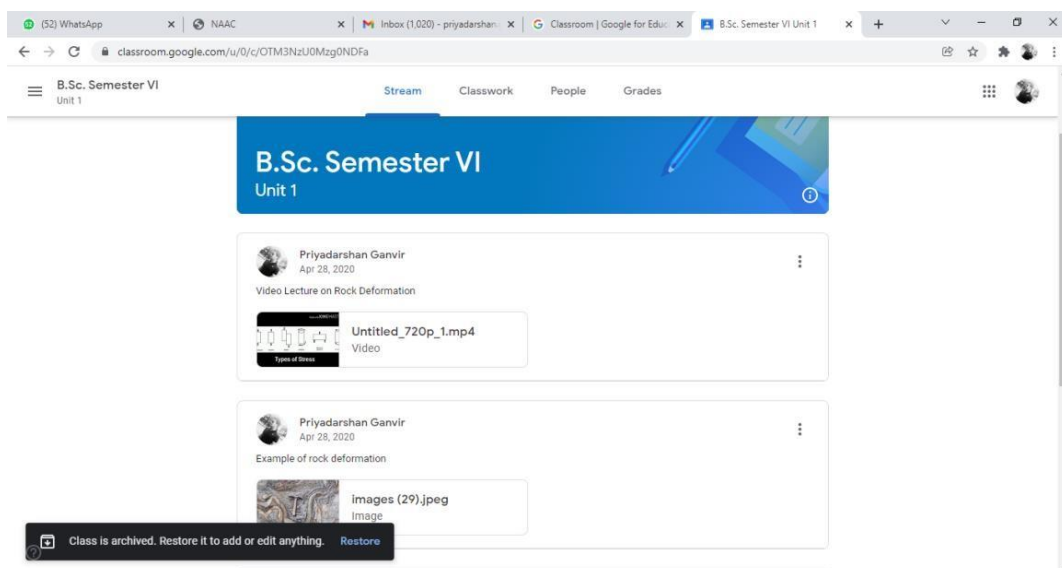 (52) WhatsApp
NAAC
Inbox (1,020) - priyadarshan
Classroom | Google for Educ
B.Sc. Semester VI Unit 1
classroom.google.com/u/0/c/OTM3NzU0Mzg0NDFa
B.Sc. Semester VI
Unit 1
Stream Classwork People Grades
B.Sc. Semester VI
Unit 1
Priyadarshan Ganvir
Apr 28, 2020
Video Lecture on Rock Deformation
Types of Stress
Untitled_720p_1.mp4
Video
Priyadarshan Ganvir
Apr 28, 2020
Example of rock deformation
images (29).jpeg
Image
Class is archived. Restore it to add or edit anything. Restore